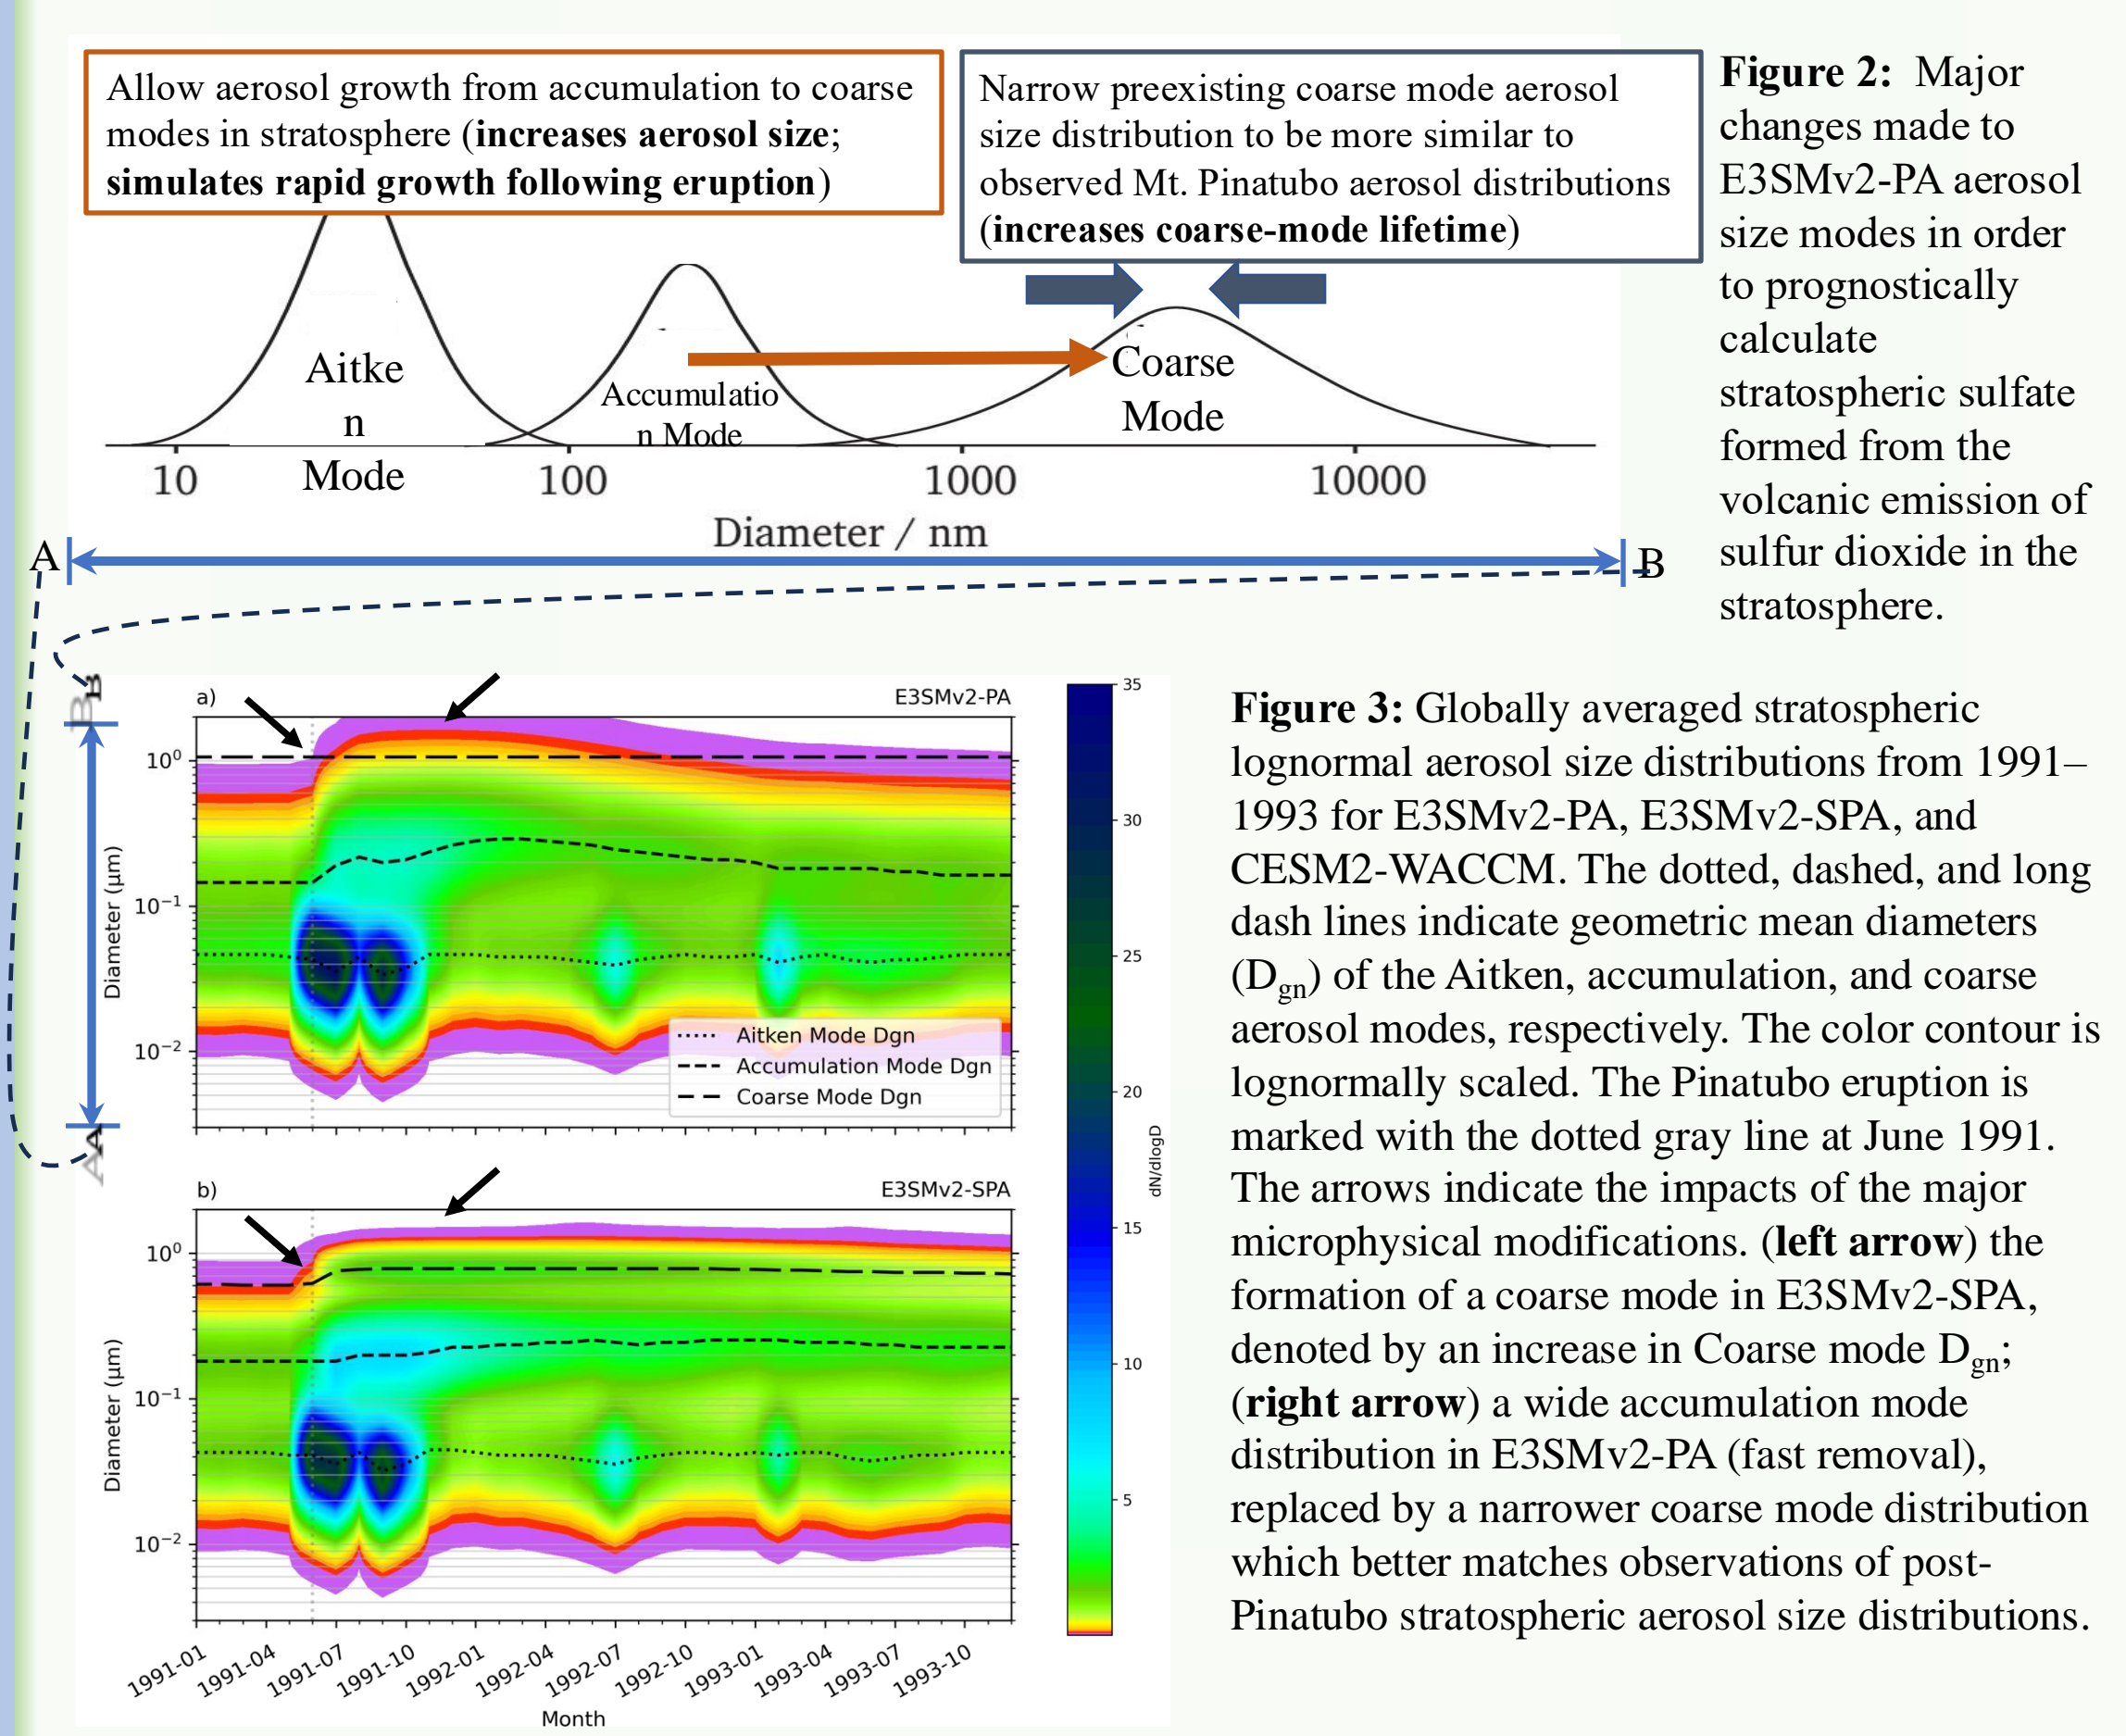 Allow aerosol growth from accumulation to coarse
modes in stratosphere (increases aerosol size;
simulates rapid growth following eruption)
Narrow preexisting coarse mode aerosol
size distribution to be more similar to
observed Mt. Pinatubo aerosol distributions
(increases coarse-mode lifetime)
Aitke
n
Mode
Accumulatio
n Mode
Coarse
Mode
10
100
1000
10000
Diameter / nm
A
B
Figure 2: Major
changes made to
E3SMv2-PA aerosol
size modes in order
to prognostically
calculate
stratospheric sulfate
formed from the
volcanic emission of
sulfur dioxide in the
stratosphere.
B
A
a)
E3SMv2-PA
10⁰
10⁻¹
10⁻²
Diameter (μm)
Aitken Mode Dgn
Accumulation Mode Dgn
Coarse Mode Dgn
b)
E3SMv2-SPA
10⁰
10⁻¹
10⁻²
Diameter (μm)
1991-01
1991-04
1991-07
1991-10
1992-01
1992-04
1992-07
1992-10
1993-01
1993-04
1993-07
1993-10
Month
35
30
25
20
15
10
5
dN/dlogD
Figure 3: Globally averaged stratospheric
lognormal aerosol size distributions from 1991–
1993 for E3SMv2-PA, E3SMv2-SPA, and
CESM2-WACCM. The dotted, dashed, and long
dash lines indicate geometric mean diameters
(Dgn) of the Aitken, accumulation, and coarse
aerosol modes, respectively. The color contour is
lognormally scaled. The Pinatubo eruption is
marked with the dotted gray line at June 1991.
The arrows indicate the impacts of the major
microphysical modifications. (left arrow) the
formation of a coarse mode in E3SMv2-SPA,
denoted by an increase in Coarse mode Dgn;
(right arrow) a wide accumulation mode
distribution in E3SMv2-PA (fast removal),
replaced by a narrower coarse mode distribution
which better matches observations of post-
Pinatubo stratospheric aerosol size distributions.